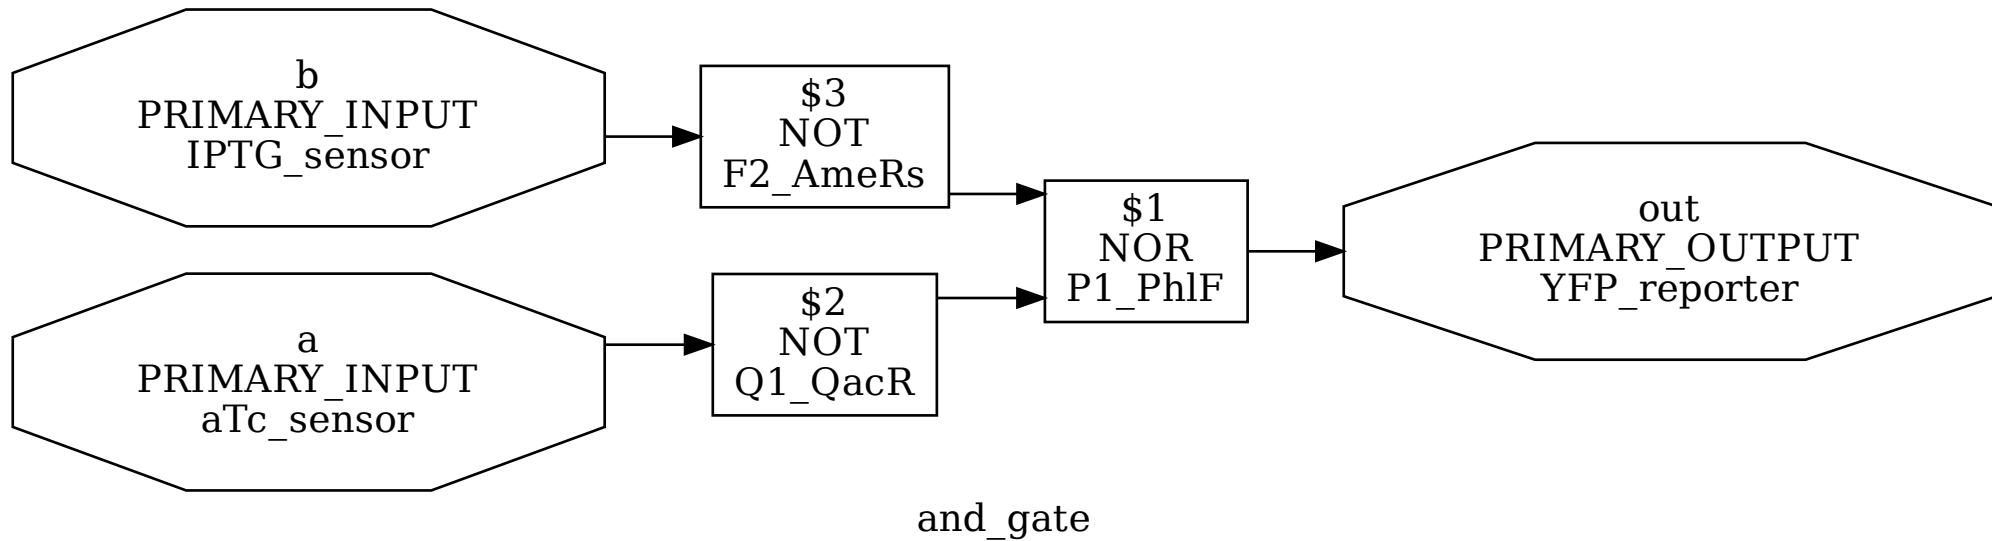 b
PRIMARY_INPUT
IPTG_sensor
$3
NOT
F2_AmeRs
a
PRIMARY_INPUT
aTc_sensor
$2
NOT
Q1_QacR
$1
NOR
P1_PhlF
out
PRIMARY_OUTPUT
YFP_reporter
and_gate